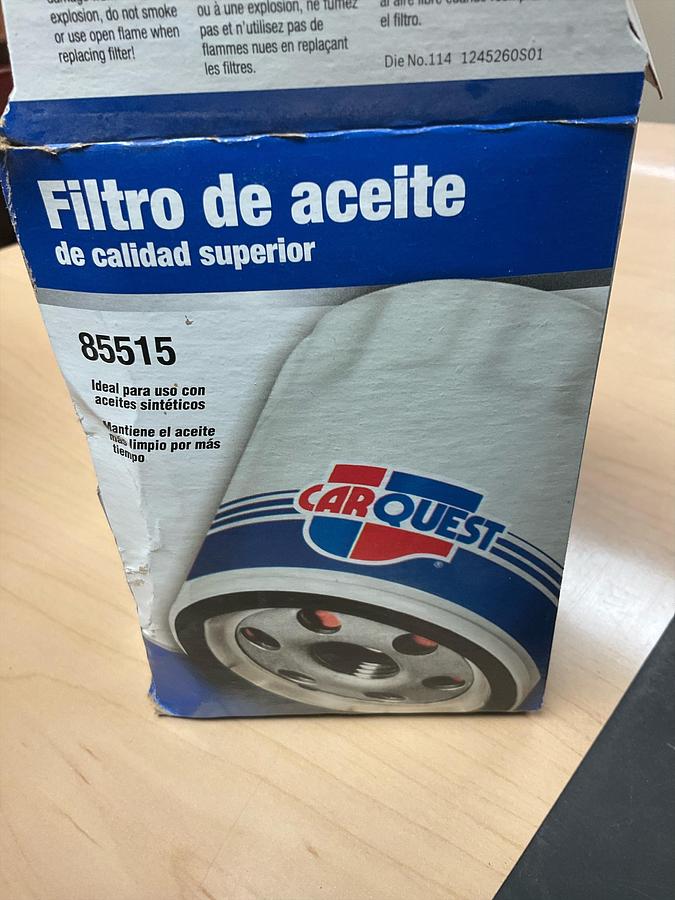 explosion, do not smoke
or use open flame when
replacing filter!
ou à une explosion, ne fumez
pas et n'utilisez pas de
flammes nues en replaçant
les filtres.
el filtro.
Die No.114 1245260S01
Filtro de aceite
de calidad superior
85515
Ideal para uso con
aceites sintéticos
Mantiene el aceite
más limpio por más
tiempo
CARQUEST
®